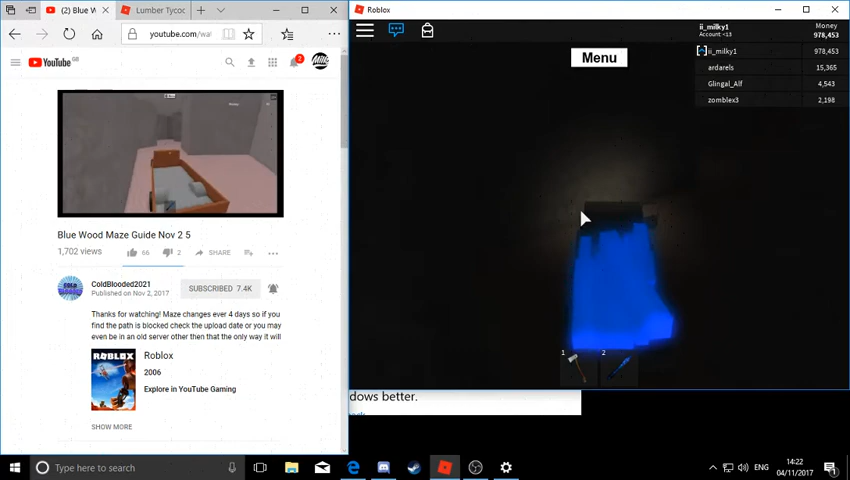 (2) Blue W
Lumber Tycoo
youtube.com/wat
YouTube GB
2
Milk
Blue Wood Maze Guide Nov 2 5
1,702 views
66
2
SHARE
ColdBlooded2021
Published on Nov 2, 2017
SUBSCRIBED 7.4K
Thanks for watching! Maze changes ever 4 days so if you
find the path is blocked check the upload date or you may
even be in an old server other then that the only way it will
ROBLOX
Roblox
2006
Explore in YouTube Gaming
SHOW MORE
Roblox
Menu
ii_milky1
Account <13
Money
978,453
ii_milky1 978,453
ardarels 15,365
Glingal_Alf 4,543
zomblex3 2,198
1 2
dows better.
Type here to search
ENG
14:22
04/11/2017
1